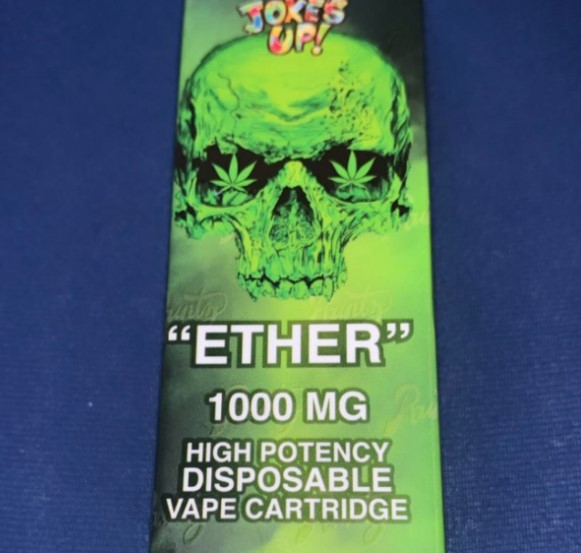 JOKES
UP!
“ETHER”
1000 MG
HIGH POTENCY
DISPOSABLE
VAPE CARTRIDGE